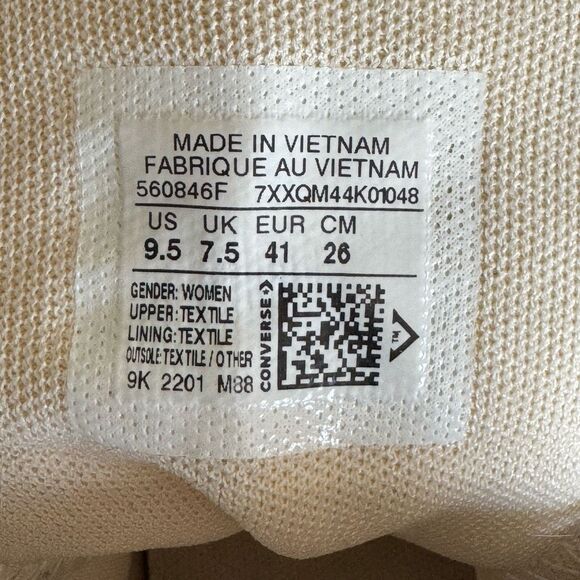 MADE IN VIETNAM
FABRIQUE AU VIETNAM
560846F 7XXQM44K01048
US UK EUR CM
9.5 7.5 41 26
GENDER: WOMEN
UPPER: TEXTILE
LINING: TEXTILE
OUTSOLE: TEXTILE / OTHER
9K 2201 M88
CONVERSE
TM